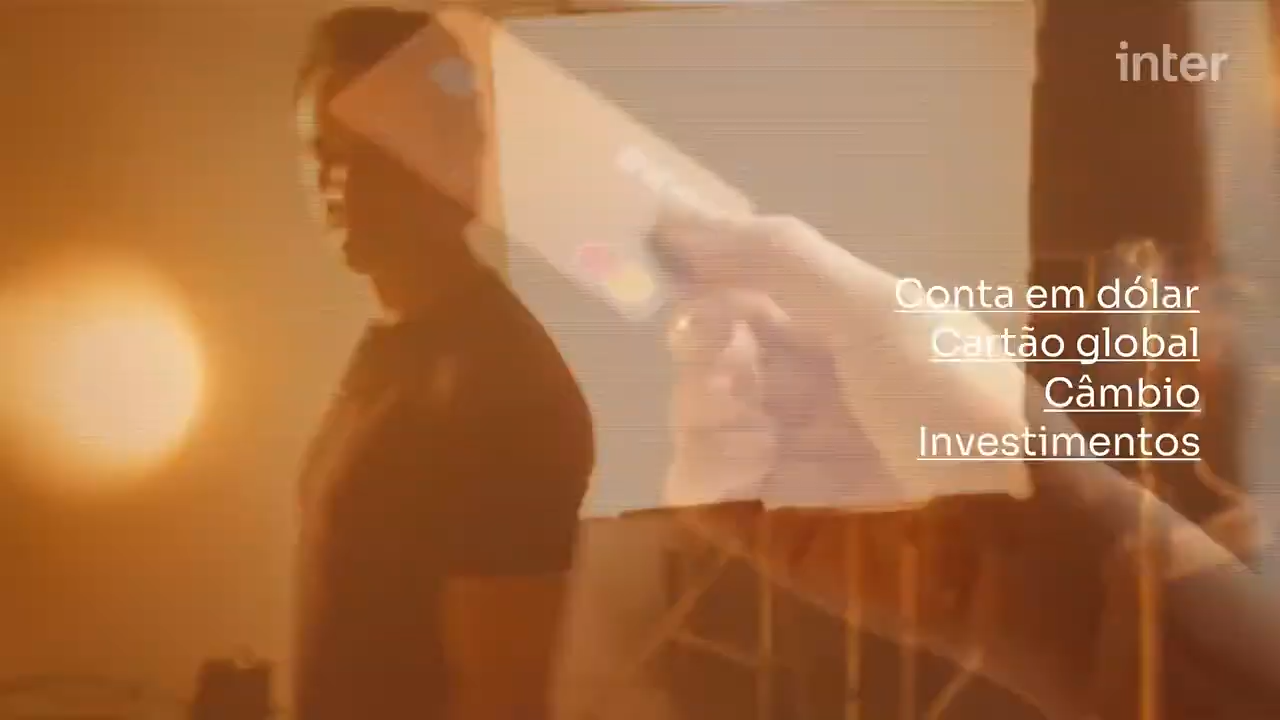 inter
Conta em dólar
Cartão global
Câmbio
Investimentos